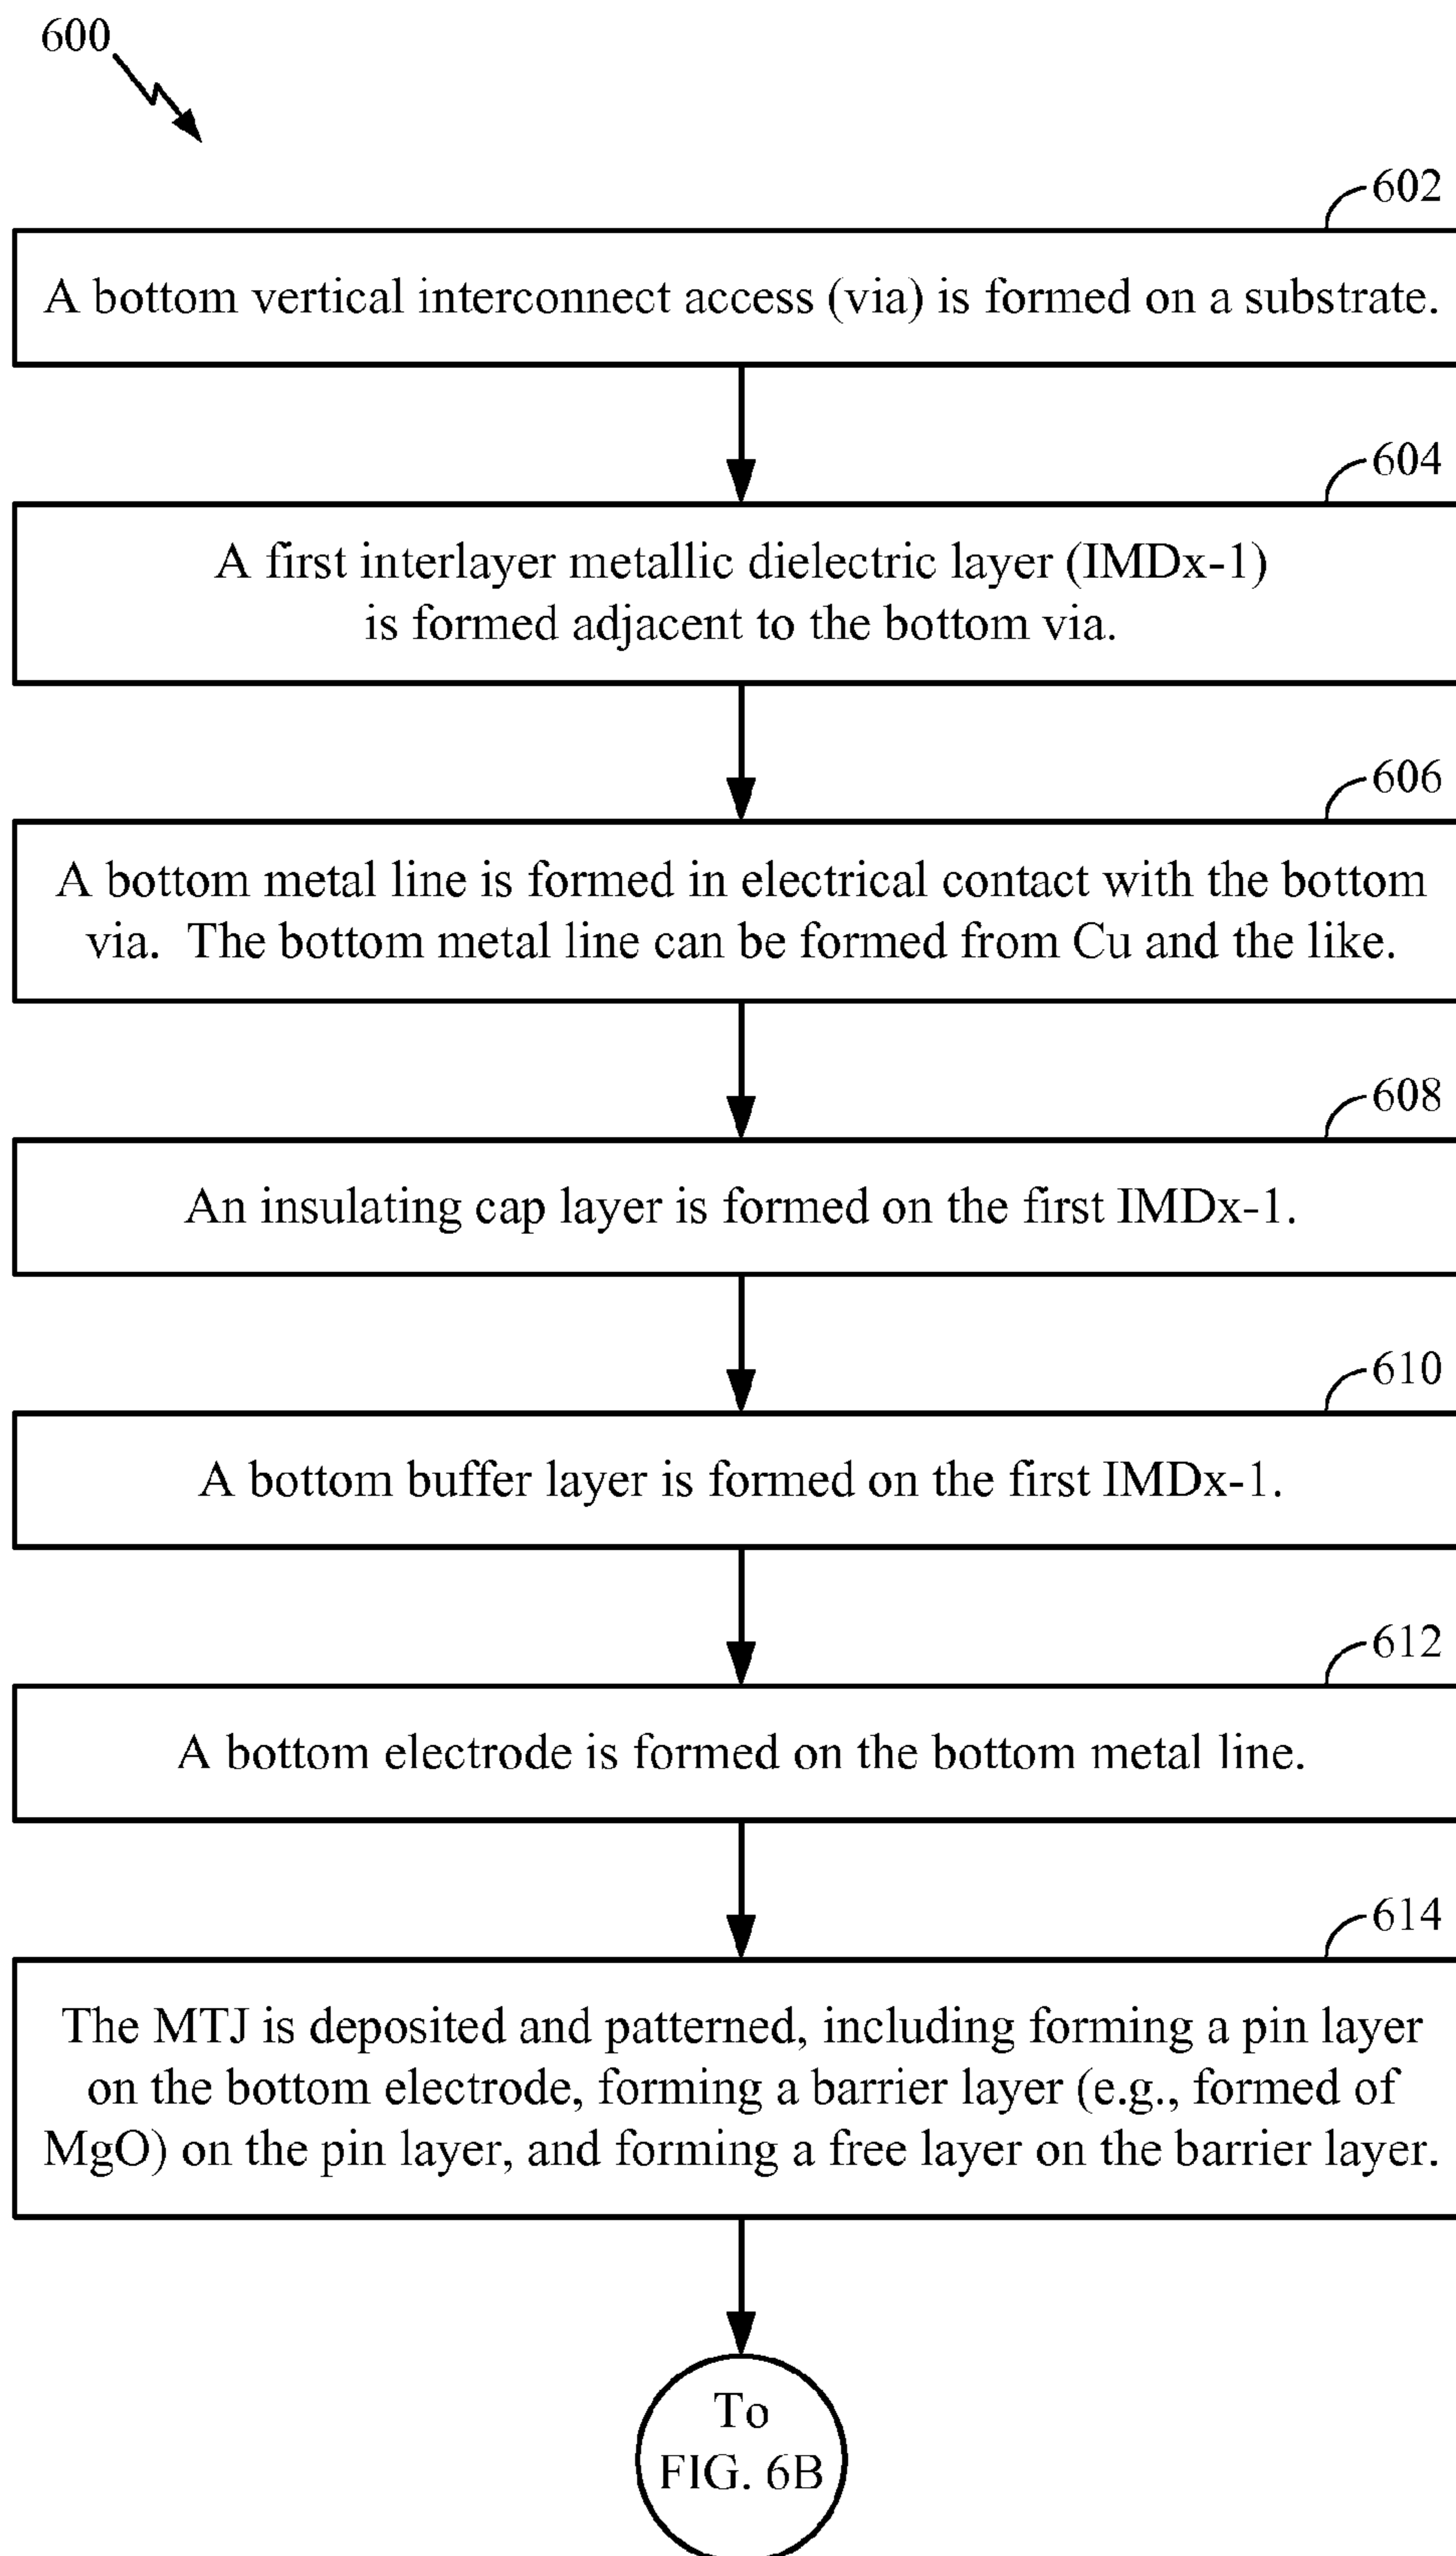 600
602
A bottom vertical interconnect access (via) is formed on a substrate.
604
A first interlayer metallic dielectric layer (IMDx-1)
is formed adjacent to the bottom via.
606
A bottom metal line is formed in electrical contact with the bottom
via.  The bottom metal line can be formed from Cu and the like.
608
An insulating cap layer is formed on the first IMDx-1.
610
A bottom buffer layer is formed on the first IMDx-1.
612
A bottom electrode is formed on the bottom metal line.
614
The MTJ is deposited and patterned, including forming a pin layer
on the bottom electrode, forming a barrier layer (e.g., formed of
MgO) on the pin layer, and forming a free layer on the barrier layer.
To
FIG. 6B